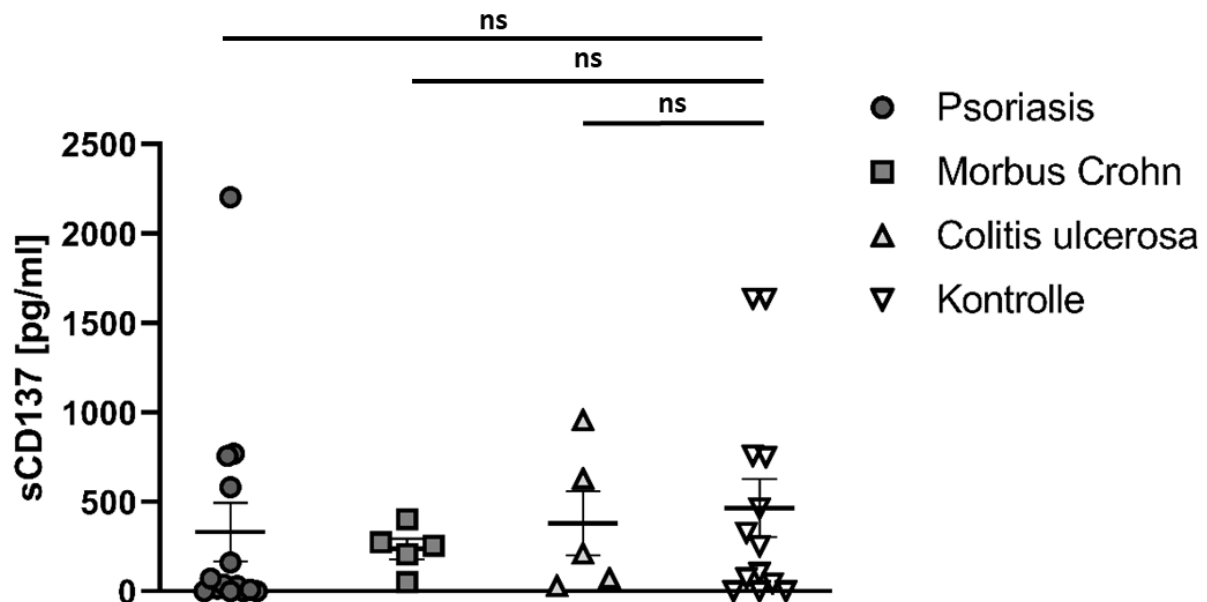 ns
ns
ns
Psoriasis
Morbus Crohn
Colitis ulcerosa
Kontrolle
sCD137 [pg/ml]
2500
2000
1500
1000
500
0